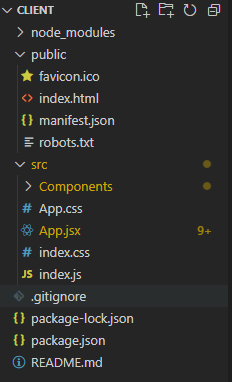 CLIENT
node_modules
public
favicon.ico
index.html
manifest.json
robots.txt
src
Components
App.css
App.jsx 9+
index.css
JS index.js
.gitignore
package-lock.json
package.json
README.md